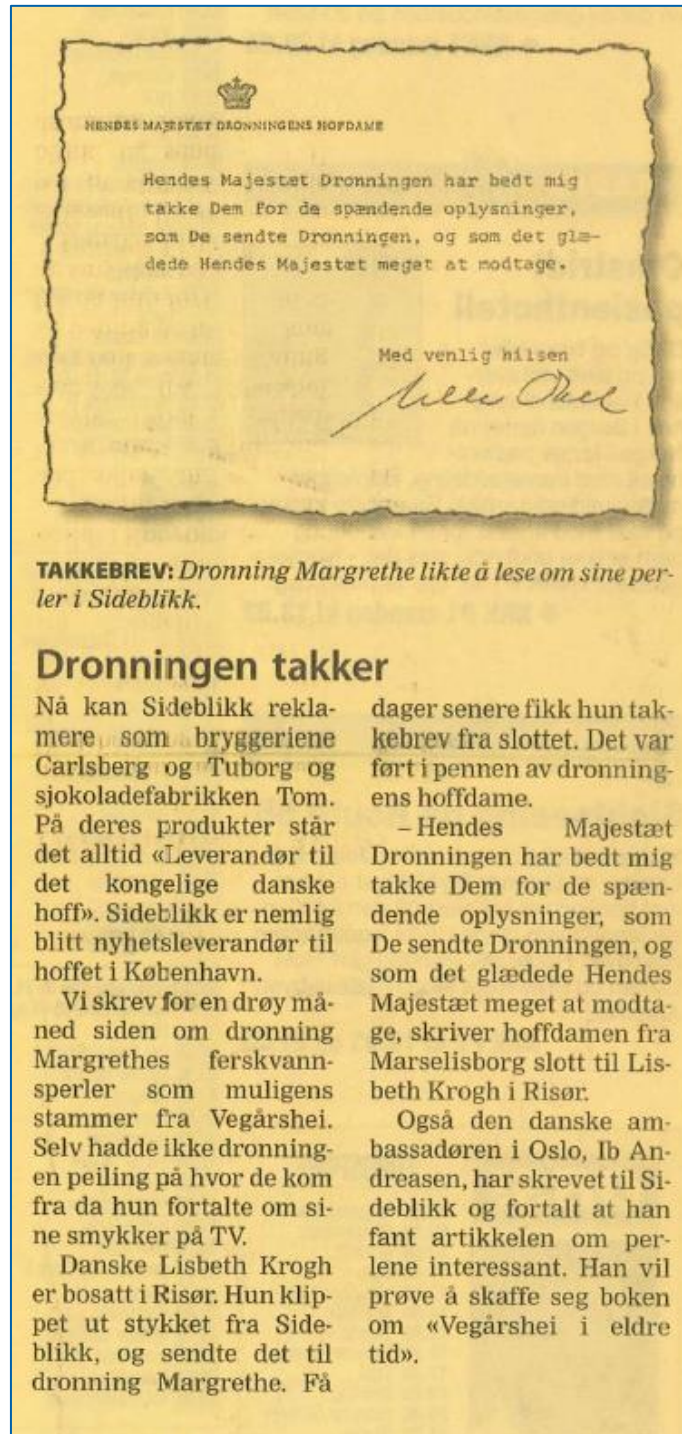 HENDES MAJESTÆT DRONNINGENS HOFDAME
Hendes Majestæt Dronningen har bedt mig
takke Dem for de spændende oplysninger,
som De sendte Dronningen, og som det glæ-
dede Hendes Majestæt meget at modtage.
Med venlig hilsen
TAKKEBREV: Dronning Margrethe likte å lese om sine per-
ler i Sideblikk.
Dronningen takker
Nå kan Sideblikk rekla-
mere som bryggeriene
Carlsberg og Tuborg og
sjokoladefabrikken Tom.
På deres produkter står
det alltid «Leverandør til
det kongelige danske
hoff». Sideblikk er nemlig
blitt nyhetsleverandør til
hoffet i København.
Vi skrev for en drøy må-
ned siden om dronning
Margrethes ferskvann-
sperler som muligens
stammer fra Vegårshei.
Selv hadde ikke dronning-
en peiling på hvor de kom
fra da hun fortalte om si-
ne smykker på TV.
Danske Lisbeth Krogh
er bosatt i Risør. Hun klip-
pet ut stykket fra Side-
blikk, og sendte det til
dronning Margrethe. Få
dager senere fikk hun tak-
kebrev fra slottet. Det var
ført i pennen av dronning-
ens hoffdame.
– Hendes Majestæt
Dronningen har bedt mig
takke Dem for de spæn-
dende oplysninger, som
De sendte Dronningen, og
som det glædede Hendes
Majestæt meget at modta-
ge, skriver hoffdamen fra
Marselisborg slott til Lis-
beth Krogh i Risør.
Også den danske am-
bassadøren i Oslo, Ib An-
dreasen, har skrevet til Si-
deblikk og fortalt at han
fant artikkelen om per-
lene interessant. Han vil
prøve å skaffe seg boken
om «Vegårshei i eldre
tid».